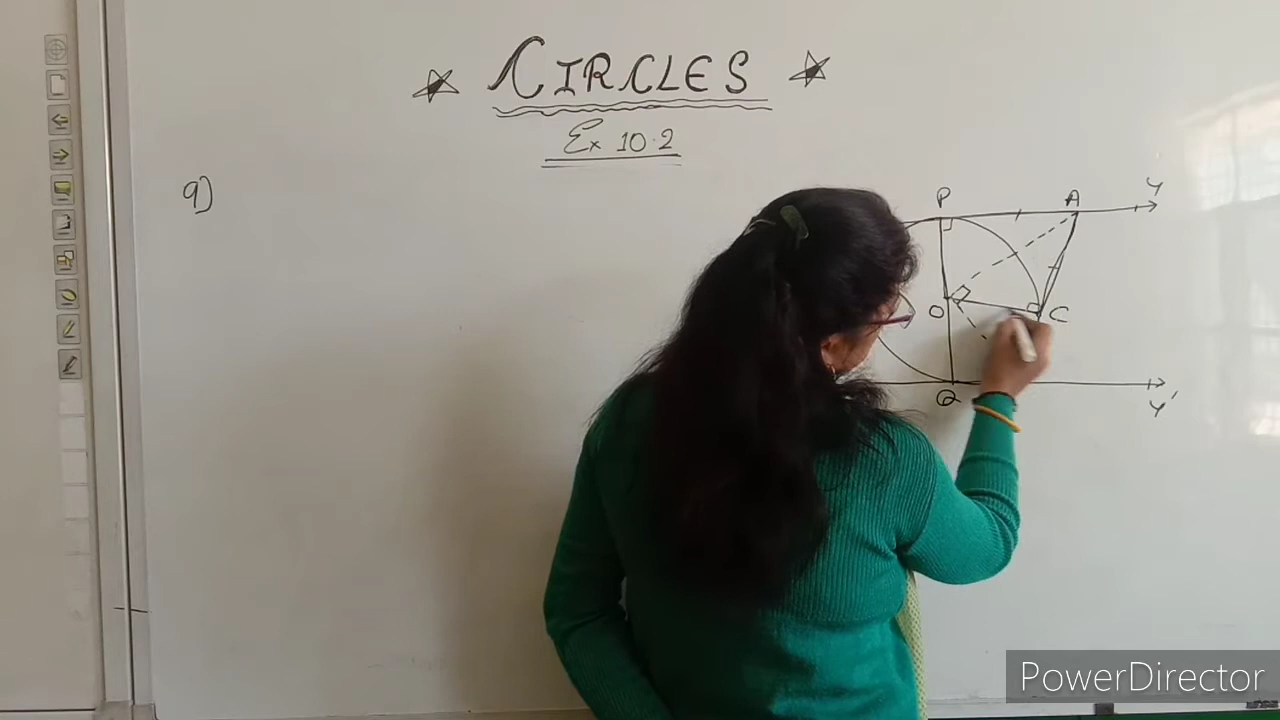 CIRCLES
Ex 10.2
9)
P A Y
O C
Q Y'
PowerDirector